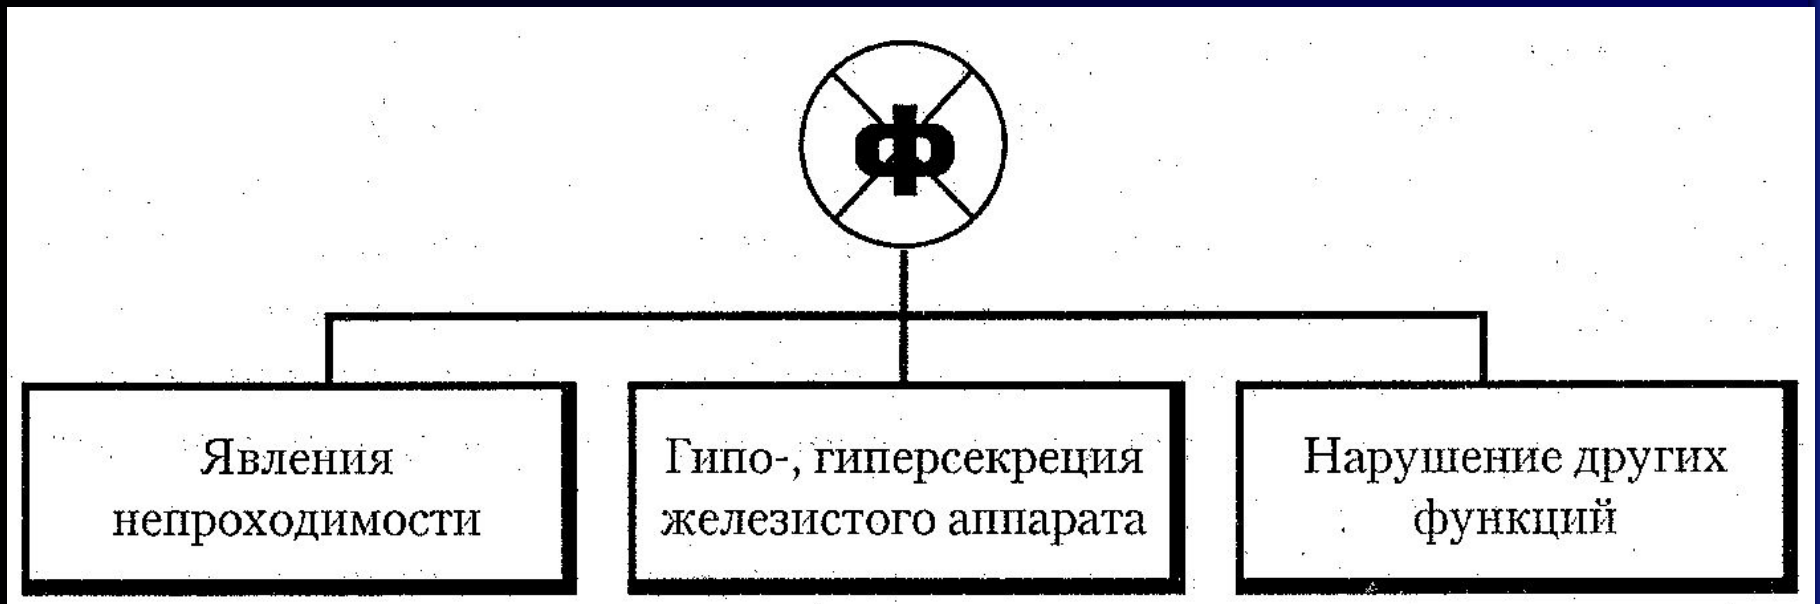 Ф
Явления
непроходимости
Гипо-, гиперсекреция
железистого аппарата
Нарушение других
функций